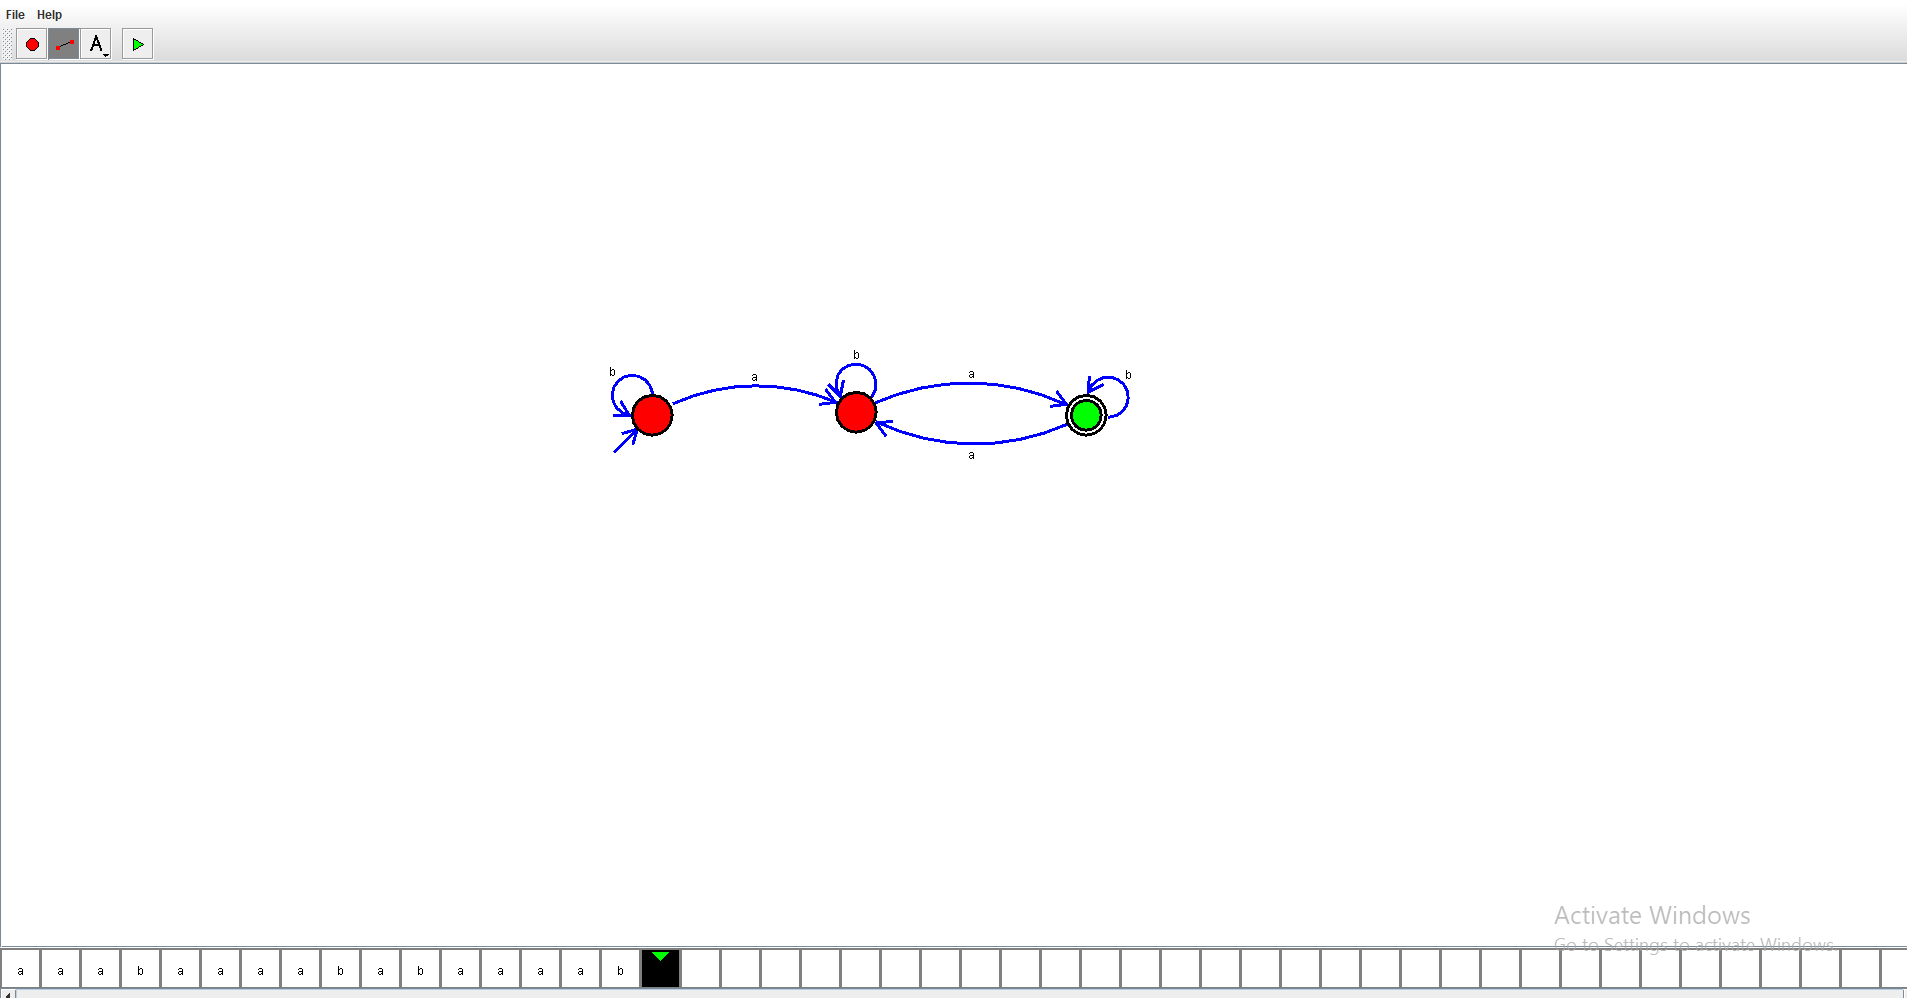 File Help
A
b
a
b
a
b
a
Activate Windows
Go to Settings to activate Windows.
a a a b a a a a b a b a a a a b